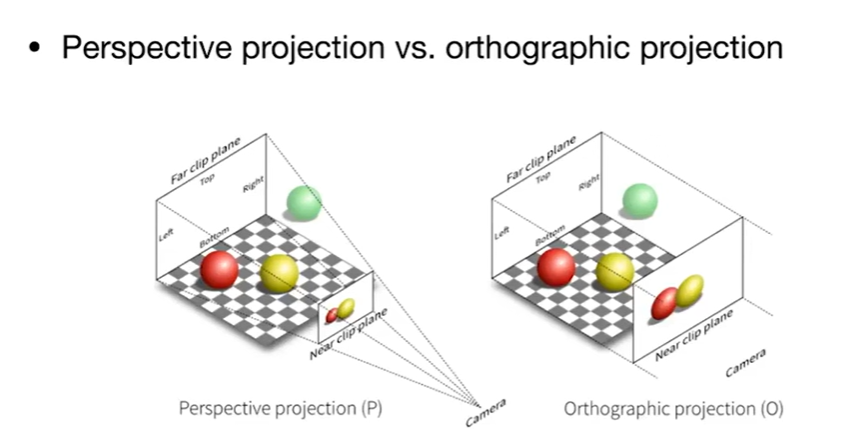 • Perspective projection vs. orthographic projection
Far clip plane
Top
Right
Left
Bottom
Near clip plane
Camera
Perspective projection (P)
Far clip plane
Top
Right
Left
Bottom
Near clip plane
Camera
Orthographic projection (O)